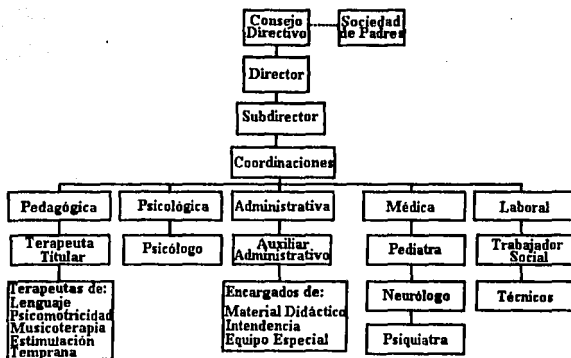 Consejo
Directivo
Sociedad
de Padres
Director
Subdirector
Coordinaciones
Pedagógica
Psicológica
Administrativa
Médica
Laboral
Terapeuta
Titular
Psicólogo
Auxiliar
Administrativo
Pediatra
Trabajador
Social
Terapeutas de:
Lenguaje
Psicomotricidad
Musicoterapia
Estimulación
Temprana
Encargados de:
Material Didáctico
Intendencia
Equipo Especial
Neurólogo
Técnicos
Psiquiatra